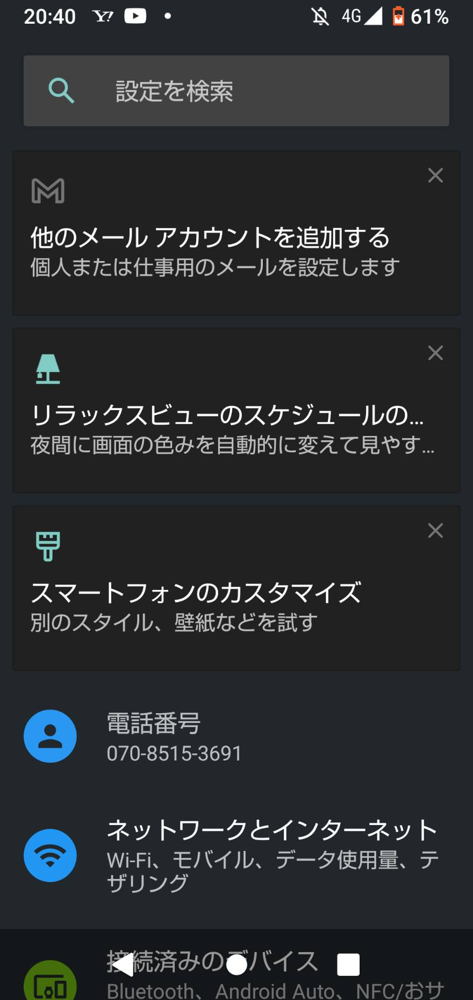 20:40 Y! 4G 61%
設定を検索
他のメール アカウントを追加する
個人または仕事用のメールを設定します
リラックスビューのスケジュールの...
夜間に画面の色みを自動的に変えて見やす...
スマートフォンのカスタマイズ
別のスタイル、壁紙などを試す
電話番号
070-8515-3691
ネットワークとインターネット
Wi-Fi、モバイル、データ使用量、テ
ザリング
接続済みのデバイス
Bluetooth、Android Auto、NFC/おサ